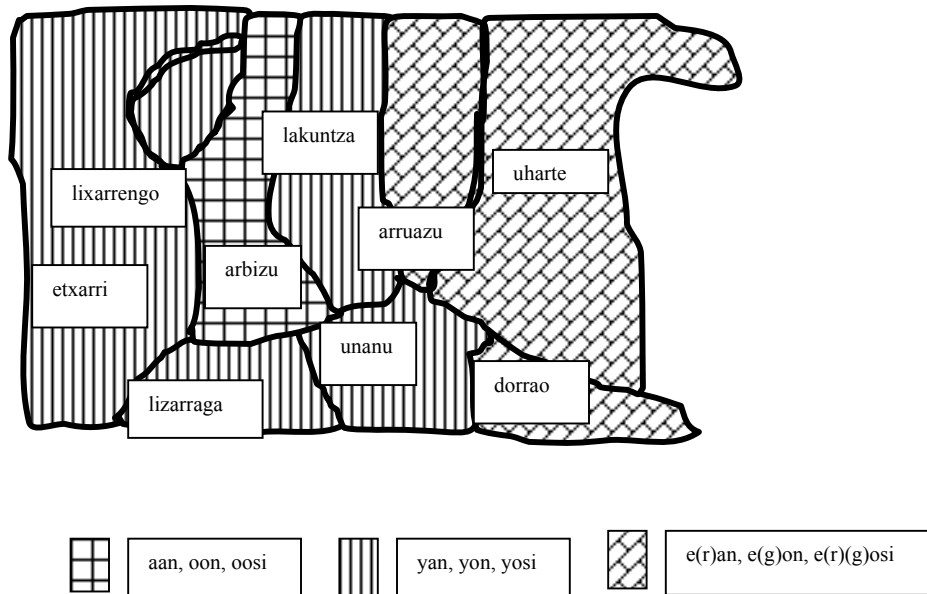 lakuntza
uharte
lixarrengo
arruazu
arbizu
etxarri
unanu
dorrao
lizarraga
aan, oon, oosi
yan, yon, yosi
e(r)an, e(g)on, e(r)(g)osi